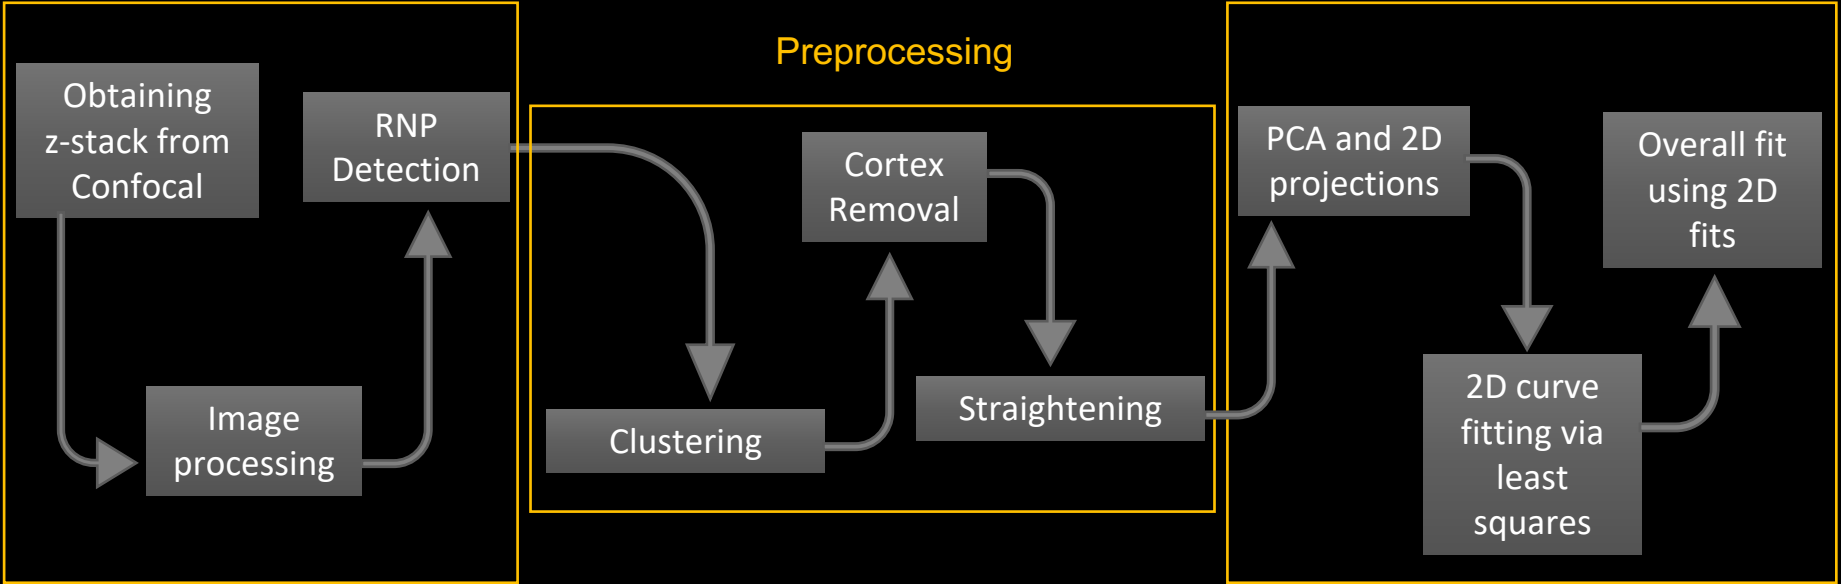 Preprocessing
Obtaining
z-stack from
Confocal
Image
processing
RNP
Detection
Clustering
Cortex
Removal
Straightening
PCA and 2D
projections
2D curve
fitting via
least
squares
Overall fit
using 2D
fits